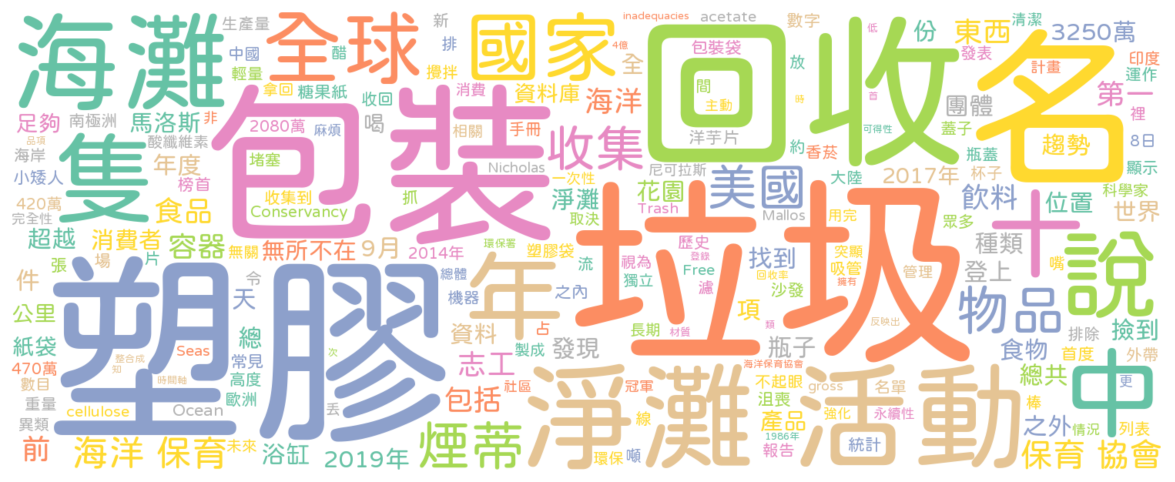 海灘
生產量
全球
新
國家
inadequacies
acetate
數字
份
東西
清潔
3250萬
中國
醋
排
4億
包裝袋
回收
放
發表
名
印度
輕量
攪拌
全
間
計畫
運作
拿回
糖果紙
收回
消費
資料庫
海洋
主動
時
團體
第一
足夠
南極洲
馬洛斯
非
2080萬
麻煩
喝
相關
手冊
洋芋片
約
香菸
可得性
蓋子
趨勢
裡
品項
酸纖維素
包裝
收集
瓶蓋
8日
海岸
隻
年度
堵塞
Nicholas
尼可拉斯
大陸
2017年
杯子
顯示
小矮人
榜首
收集到
抓
一次性
淨灘
花園
美國
飲料
科學家
420萬
食品
Conservancy
取決
Trash
Mallos
用完
眾多
位置
世界
完全性
超越
消費者
容器
無關
無所不在
9月
2014年
環保署
塑膠袋
流
歷史
登錄
找到
突顯
種類
十
件
張
場
片
令
總體
視為
Free
吸管
管理
登上
嘴
說
公里
塑膠
天
機器
年
之內
獨立
濾
垃圾
沙發
回收率
擁有
物品
紙袋
總
占
項
長期
材質
類
反映出
排除
撿到
470萬
整合成
知
Seas
常見
次
資料
製成
發現
瓶子
食物
首度
外帶
數目
時間軸
高度
志工
社區
冠軍
海洋保育協會
不起眼
名單
總共
中
更
重量
cellulose
Ocean
歐洲
丟
包括
線
沮喪
gross
強化
永續性
棒
異類
產品
1986年
之外
情況
列表
前
海洋 保育
未來
浴缸
2019年
煙蒂
淨灘活動
環保
噸
報告
統計
保育 協會